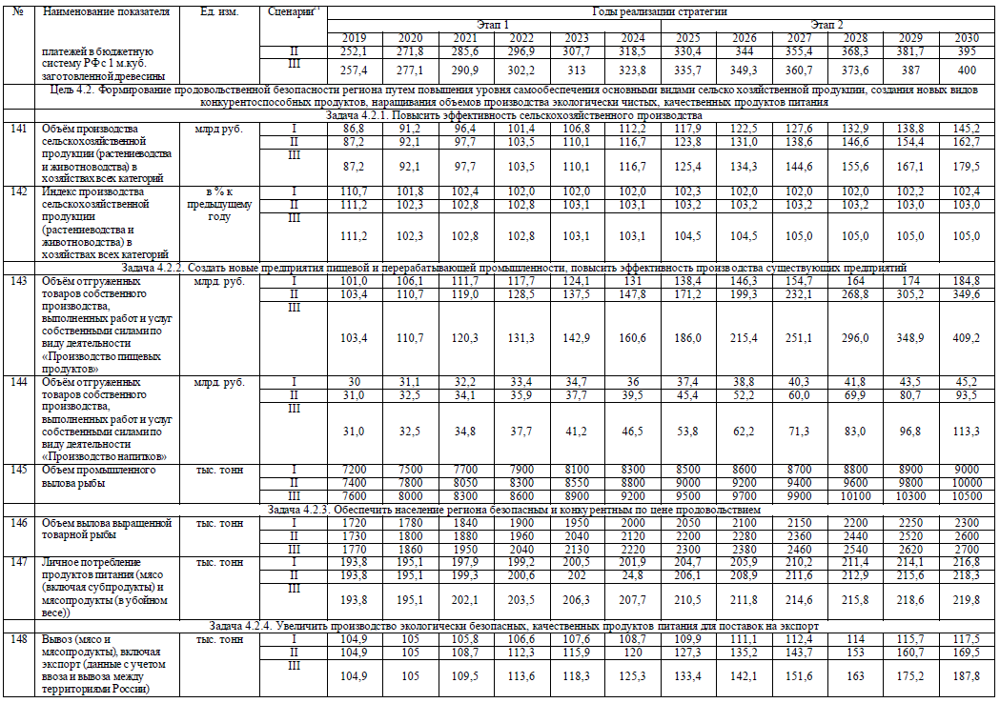 № Наименование показателя Ед. изм. Сценарии21 Годы реализации стратегии
Этап 1 Этап 2
2019 2020 2021 2022 2023 2024 2025 2026 2027 2028 2029 2030
платежей в бюджетную II 252,1 271,8 285,6 296,9 307,7 318,5 330,4 344 355,4 368,3 381,7 395
систему РФ с 1 м.куб. III 257,4 277,1 290,9 302,2 313 323,8 335,7 349,3 360,7 373,6 387 400
заготовленной древесины
Цель 4.2. Формирование продовольственной безопасности региона путем повышения уровня самообеспечения основными видами сельскохозяйственной продукции, создания новых видов
конкурентоспособных продуктов, наращивания объемов производства экологически чистых, качественных продуктов питания
Задача 4.2.1. Повысить эффективность сельскохозяйственного производства
141 Объём производства млрд руб. I 86,8 91,2 96,4 101,4 106,8 112,2 117,9 122,5 127,6 132,9 138,8 145,2
сельскохозяйственной II 87,2 92,1 97,7 103,5 110,1 116,7 123,8 131,0 138,6 146,6 154,4 162,7
продукции (растениеводства III 87,2 92,1 97,7 103,5 110,1 116,7 125,4 134,3 144,6 155,6 167,1 179,5
и животноводства) в
хозяйствах всех категорий
142 Индекс производства в % к I 110,7 101,8 102,4 102,0 102,0 102,0 102,3 102,0 102,0 102,0 102,2 102,4
сельскохозяйственной предыдущему II 111,2 102,3 102,8 102,8 103,1 103,1 103,2 103,2 103,2 103,2 103,0 103,0
продукции году III 111,2 102,3 102,8 102,8 103,1 103,1 104,5 104,5 105,0 105,0 105,0 105,0
(растениеводства и
животноводства) в
хозяйствах всех категорий
Задача 4.2.2. Создать новые предприятия пищевой и перерабатывающей промышленности, повысить эффективность производства существующих предприятий
143 Объём отгруженных млрд. руб. I 101,0 106,1 111,7 117,7 124,1 131 138,4 146,3 154,7 164 174 184,8
товаров собственного II 103,4 110,7 119,0 128,5 137,5 147,8 171,2 199,3 232,1 268,8 305,2 349,6
производства, III 103,4 110,7 120,3 131,3 142,9 160,6 186,0 215,4 251,1 296,0 348,9 409,2
выполненных работ и услуг
собственными силами по
виду деятельности
«Производство пищевых
продуктов»
144 Объём отгруженных млрд. руб. I 30 31,1 32,2 33,4 34,7 36 37,4 38,8 40,3 41,8 43,5 45,2
товаров собственного II 31,0 32,5 34,1 35,9 37,7 39,5 45,4 52,2 60,0 69,9 80,7 93,5
производства, III 31,0 32,5 34,8 37,7 41,2 46,5 53,8 62,2 71,3 83,0 96,8 113,3
выполненных работ и услуг
собственными силами по
виду деятельности
«Производство напитков»
145 Объем промышленного тыс. тонн I 7200 7500 7700 7900 8100 8300 8500 8600 8700 8800 8900 9000
вылова рыбы II 7400 7800 8050 8300 8550 8800 9000 9200 9400 9600 9800 10000
III 7600 8000 8300 8600 8900 9200 9500 9700 9900 10100 10300 10500
Задача 4.2.3. Обеспечить население региона безопасным и конкурентным по цене продовольствием
146 Объем вылова выращенной тыс. тонн I 1720 1780 1840 1900 1950 2000 2050 2100 2150 2200 2250 2300
товарной рыбы II 1730 1800 1880 1960 2040 2120 2200 2280 2360 2440 2520 2600
III 1770 1860 1950 2040 2130 2220 2300 2380 2460 2540 2620 2700
147 Личное потребление тыс. тонн I 193,8 195,1 197,9 199,2 200,5 201,9 204,7 205,9 210,2 211,4 214,1 216,8
продуктов питания (мясо II 193,8 195,1 199,3 200,6 202 24,8 206,1 208,9 211,6 212,9 215,6 218,3
(включая субпродукты) и III 193,8 195,1 202,1 203,5 206,3 207,7 210,5 211,8 214,6 215,8 218,6 219,8
мясопродукты (в убойном
весе))
Задача 4.2.4. Увеличить производство экологически безопасных, качественных продуктов питания для поставок на экспорт
148 Вывоз (мясо и тыс. тонн I 104,9 105 105,8 106,6 107,6 108,7 109,9 111,1 112,4 114 115,7 117,5
мясопродукты), включая II 104,9 105 108,7 112,3 115,9 120 127,3 135,2 143,7 153 160,7 169,5
экспорт (данные с учетом III 104,9 105 109,5 113,6 118,3 125,3 133,4 142,1 151,6 163 175,2 187,8
ввоза и вывоза между
территориями России)